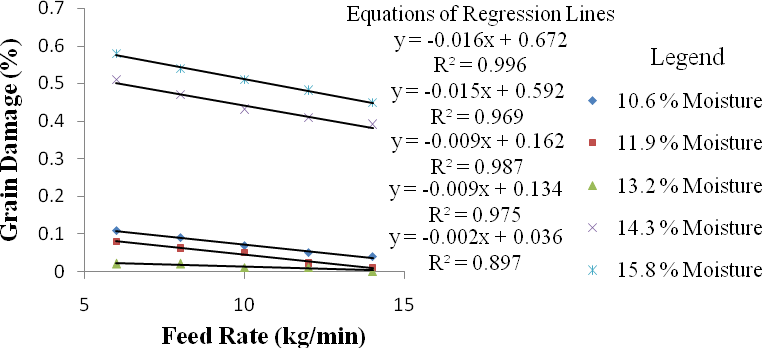 Equations of Regression Lines
y = -0.016x + 0.672
R² = 0.996
y = -0.015x + 0.592
R² = 0.969
y = -0.009x + 0.162
R² = 0.987
y = -0.009x + 0.134
R² = 0.975
y = -0.002x + 0.036
R² = 0.897
Legend
10.6% Moisture
11.9% Moisture
13.2% Moisture
14.3% Moisture
15.8% Moisture
Grain Damage (%)
0.7
0.6
0.5
0.4
0.3
0.2
0.1
0
5
10
15
Feed Rate (kg/min)